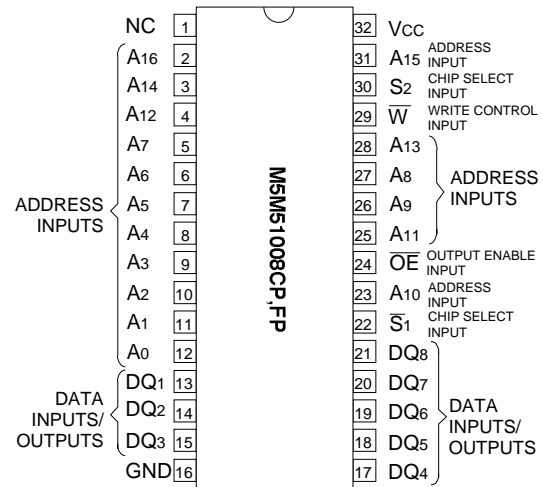 NC 1 32 VCC
A16 2 31 A15 ADDRESS INPUT
A14 3 30 S2 CHIP SELECT INPUT
A12 4 29 W̅ WRITE CONTROL INPUT
A7 5 28 A13
A6 6 27 A8
A5 7 26 A9
A4 8 25 A11
ADDRESS INPUTS
ADDRESS INPUTS
A3 9 24 O̅E̅ OUTPUT ENABLE INPUT
A2 10 23 A10 ADDRESS INPUT
A1 11 22 S̅1 CHIP SELECT INPUT
A0 12 21 DQ8
DQ1 13 20 DQ7
DQ2 14 19 DQ6
DQ3 15 18 DQ5
GND 16 17 DQ4
DATA INPUTS/ OUTPUTS
DATA INPUTS/ OUTPUTS
M5M51008CP,FP